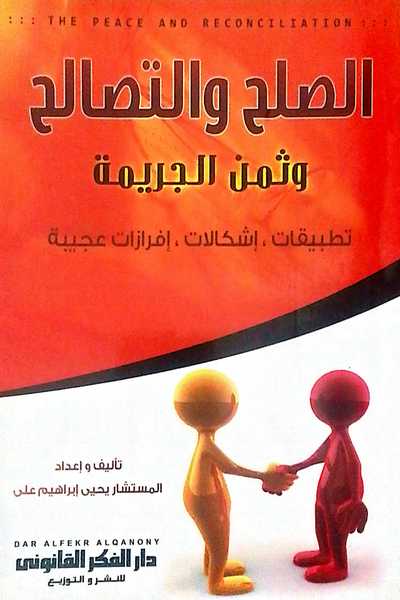 ::: THE PEACE AND RECONCILIATION :::
الصلح والتصالح
وثمن الجريمة
تطبيقات ، إشكالات ، إفرازات عجيبة
تأليف و إعداد
المستشار يحيى إبراهيم على
DAR ALFEKR ALQANONY
دار الفكر القانونى
للنشر و التوزيع